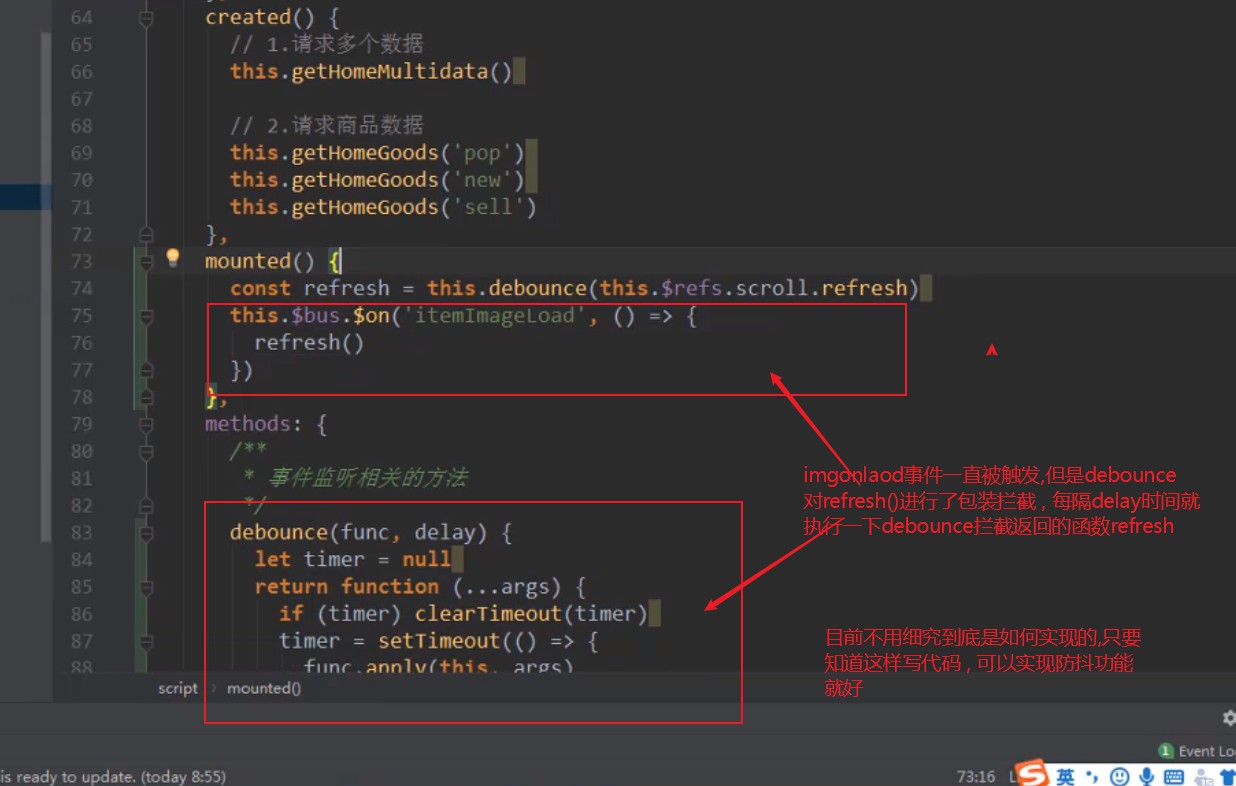 64 created() {
65 // 1.请求多个数据
66 this.getHomeMultidata()
67
68 // 2.请求商品数据
69 this.getHomeGoods('pop')
70 this.getHomeGoods('new')
71 this.getHomeGoods('sell')
72 },
73 mounted() {
74 const refresh = this.debounce(this.$refs.scroll.refresh)
75 this.$bus.$on('itemImageLoad', () => {
76 refresh()
77 })
78 },
79 methods: {
80 /**
81 * 事件监听相关的方法
82 */
83 debounce(func, delay) {
84 let timer = null
85 return function (...args) {
86 if (timer) clearTimeout(timer)
87 timer = setTimeout(() => {
88 func.apply(this, args)
imgonlaod事件一直被触发,但是debounce
对refresh()进行了包装拦截 , 每隔delay时间就
执行一下debounce拦截返回的函数refresh
目前不用细究到底是如何实现的,只要
知道这样写代码 , 可以实现防抖功能
就好
script mounted()
1 Event Lo
is ready to update. (today 8:55)
73:16 L
S 英